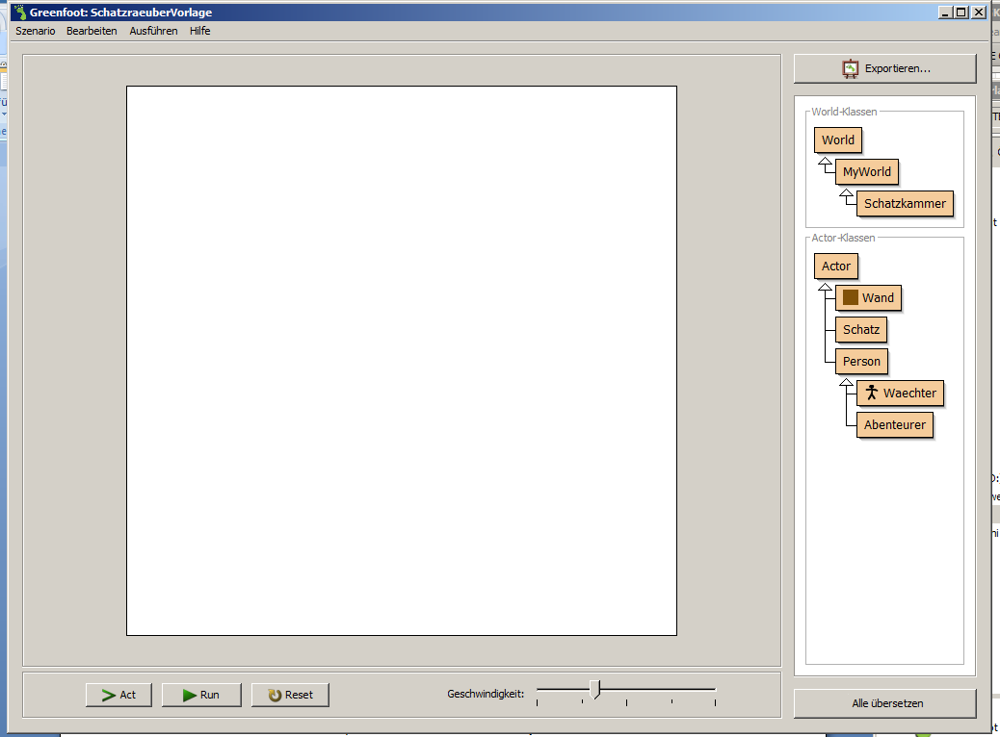 Greenfoot: SchatzraeuberVorlage
Szenario Bearbeiten Ausführen Hilfe
Exportieren...
World-Klassen
World
MyWorld
Schatzkammer
Actor-Klassen
Actor
Wand
Schatz
Person
Waechter
Abenteurer
Act Run Reset Geschwindigkeit:
Alle übersetzen